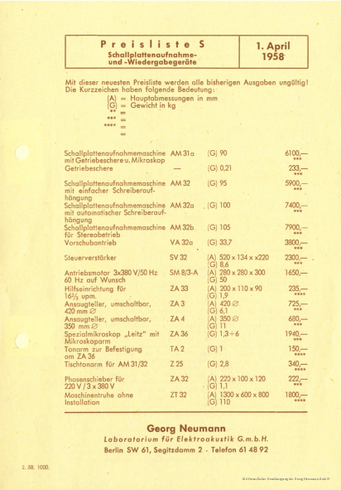 Preisliste S
Schallplattenaufnahme-
und -Wiedergabegeräte
1. April
1958
Mit dieser neuesten Preisliste werden alle bisherigen Ausgaben ungültig!
Die Kurzzeichen haben folgende Bedeutung:
(A) = Hauptabmessungen in mm
(G) = Gewicht in kg
** =
*** =
**** =
=
Schallplattenaufnahmemaschine AM 31a (G) 90 6100,—
mit Getriebeschere u. Mikroskop ***
Getriebeschere — (G) 0,21 233,—
***
Schallplattenaufnahmemaschine AM 32 (G) 95 5900,—
mit einfacher Schreiberauf- ***
hängung
Schallplattenaufnahmemaschine AM 32a (G) 100 7400,—
mit automatischer Schreiberauf- ***
hängung
Schallplattenaufnahmemaschine AM 32b (G) 105 7900,—
für Stereobetrieb ***
Vorschubantrieb VA 32a (G) 33,7 3800,—
***
Steuerverstärker SV 32 (A) 520 x 134 x 220 2300,—
(G) 8,6 ***
Antriebsmotor 3x380 V/50 Hz SM 8/3-A (A) 280 x 280 x 300 1650,—
60 Hz auf Wunsch (G) 50
Hilfseinrichtung für ZA 33 (A) 200 x 110 x 90 235,—
16⅔ upm. (G) 1,9 ****
Ansaugteller, umschaltbar, ZA 3 (A) 420 ∅ 725,—
420 mm ∅ (G) 6,1 ***
Ansaugteller, umschaltbar, ZA 4 (A) 350 ∅ 680,—
350 mm ∅ (G) 11 ***
Spezialmikroskop „Leitz" mit ZA 36 (G) 1,3÷6 1940,—
Mikroskoparm ***
Tonarm zur Befestigung TA 2 (G) 1 150,—
am ZA 36 ****
Tischtonarm für AM 31/32 Z 25 (G) 2,8 340,—
****
Phasenschieber für ZA 32 (A) 220 x 100 x 120 222,—
220 V / 3 x 380 V (G) 1,1 ***
Maschinentruhe ohne ZT 32 (A) 1300 x 600 x 800 1800,—
Installation (G) 110 ****
Georg Neumann
Laboratorium für Elektroakustik G.m.b.H.
Berlin SW 61, Segitzdamm 2 · Telefon 61 48 92